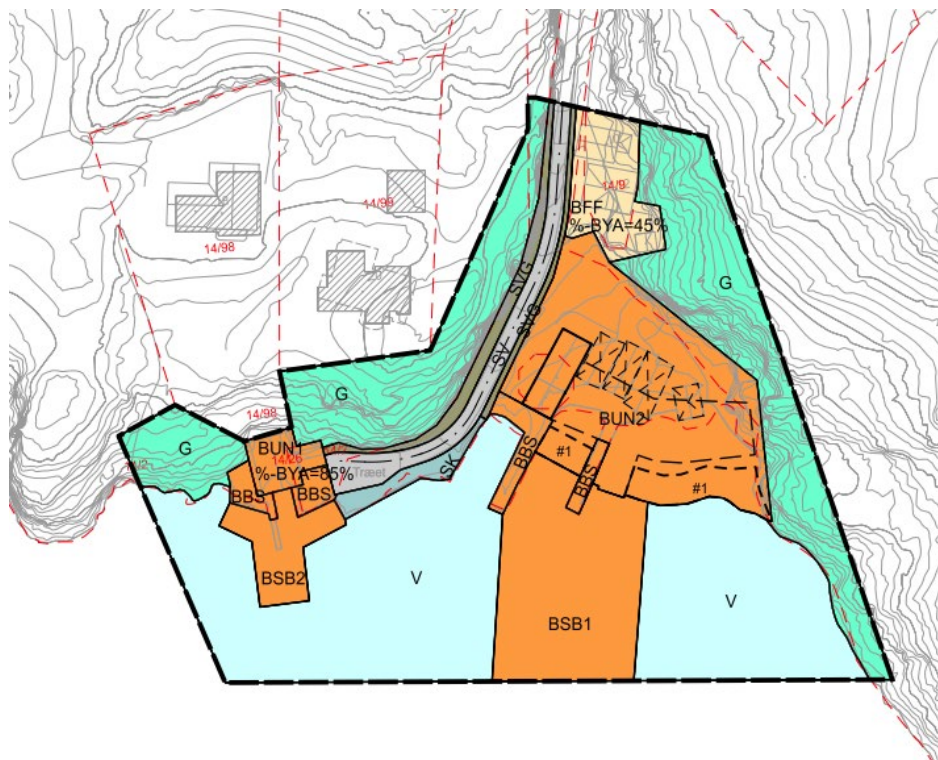 14/9
BFF
%-BYA=45%
14/99
14/98
G
SVG
SVG
SV
G
14/98
G
BUN1
14/26
%-BYA=85%
Træet
SK
BUN2
BBS
#1
BBS
#1
BBS
BBS
BSB2
V
V
BSB1